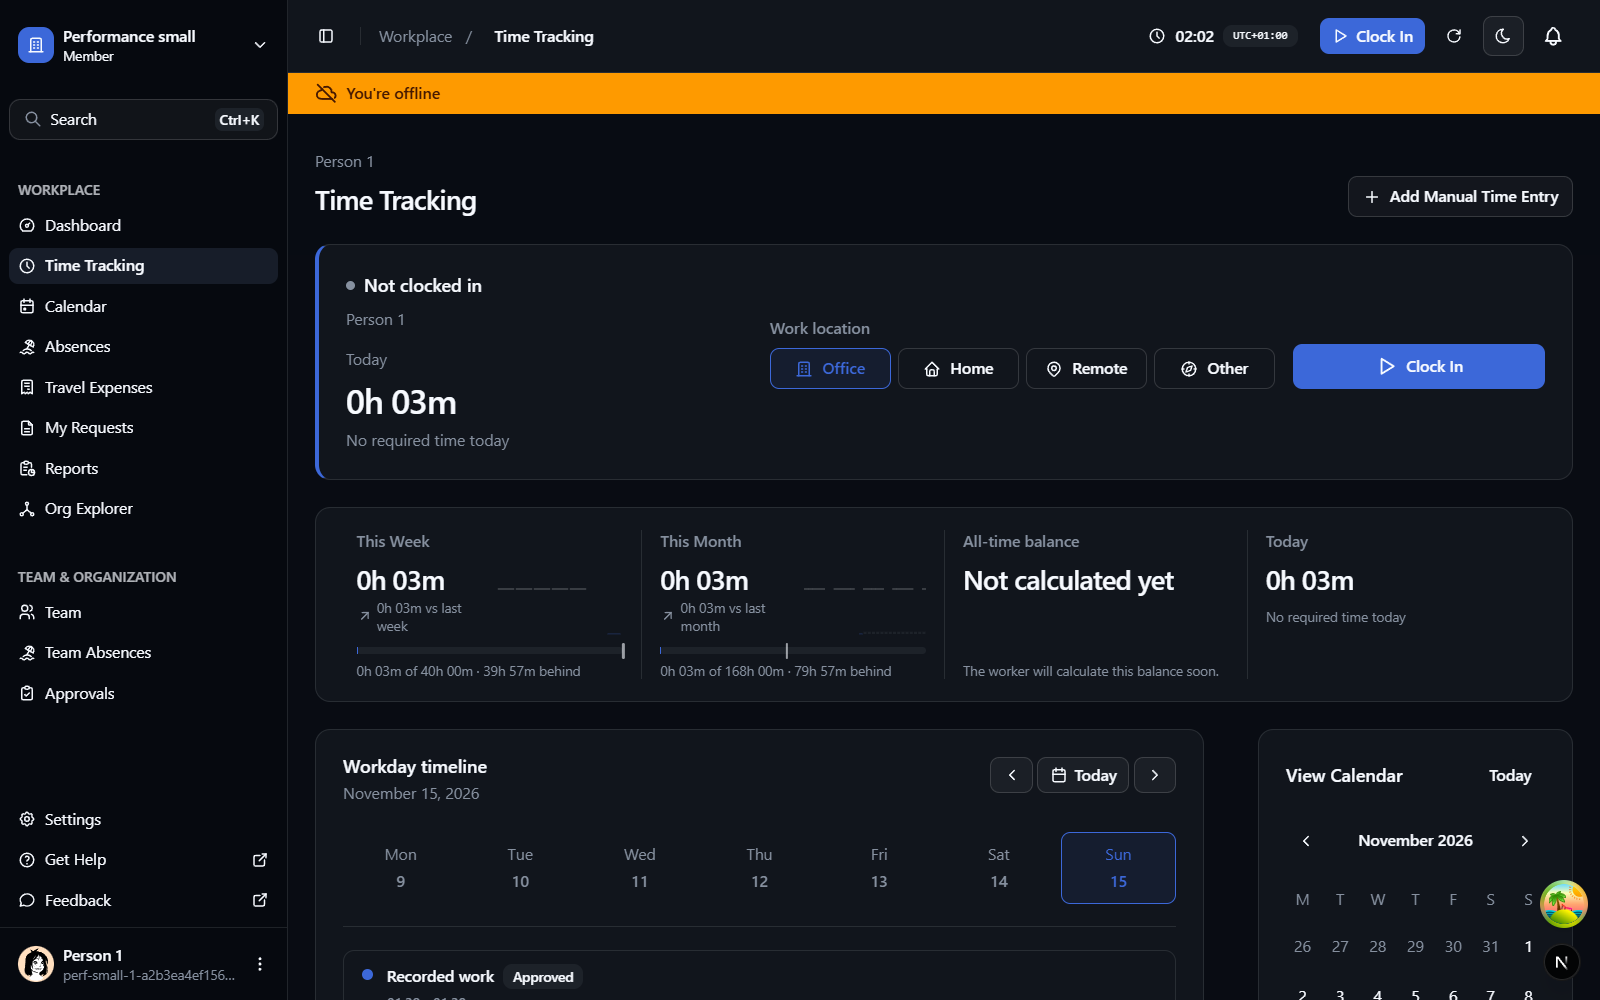 Performance small
Member
Search
Ctrl+K
WORKPLACE
Dashboard
Time Tracking
Calendar
Absences
Travel Expenses
My Requests
Reports
Org Explorer
TEAM & ORGANIZATION
Team
Team Absences
Approvals
Settings
Get Help
Feedback
Person 1
perf-small-1-a2b3ea4ef156...
Workplace / Time Tracking
02:02 UTC+01:00
Clock In
You're offline
Person 1
Time Tracking
Add Manual Time Entry
Not clocked in
Person 1
Today
0h 03m
No required time today
Work location
Office
Home
Remote
Other
Clock In
This Week
0h 03m
0h 03m vs last
week
0h 03m of 40h 00m · 39h 57m behind
This Month
0h 03m
0h 03m vs last
month
0h 03m of 168h 00m · 79h 57m behind
All-time balance
Not calculated yet
The worker will calculate this balance soon.
Today
0h 03m
No required time today
Workday timeline
November 15, 2026
Today
Mon Tue Wed Thu Fri Sat Sun
9 10 11 12 13 14 15
Recorded work
Approved
View Calendar
Today
November 2026
M T W T F S S
26 27 28 29 30 31 1
2 3 4 5 6 7 8
N